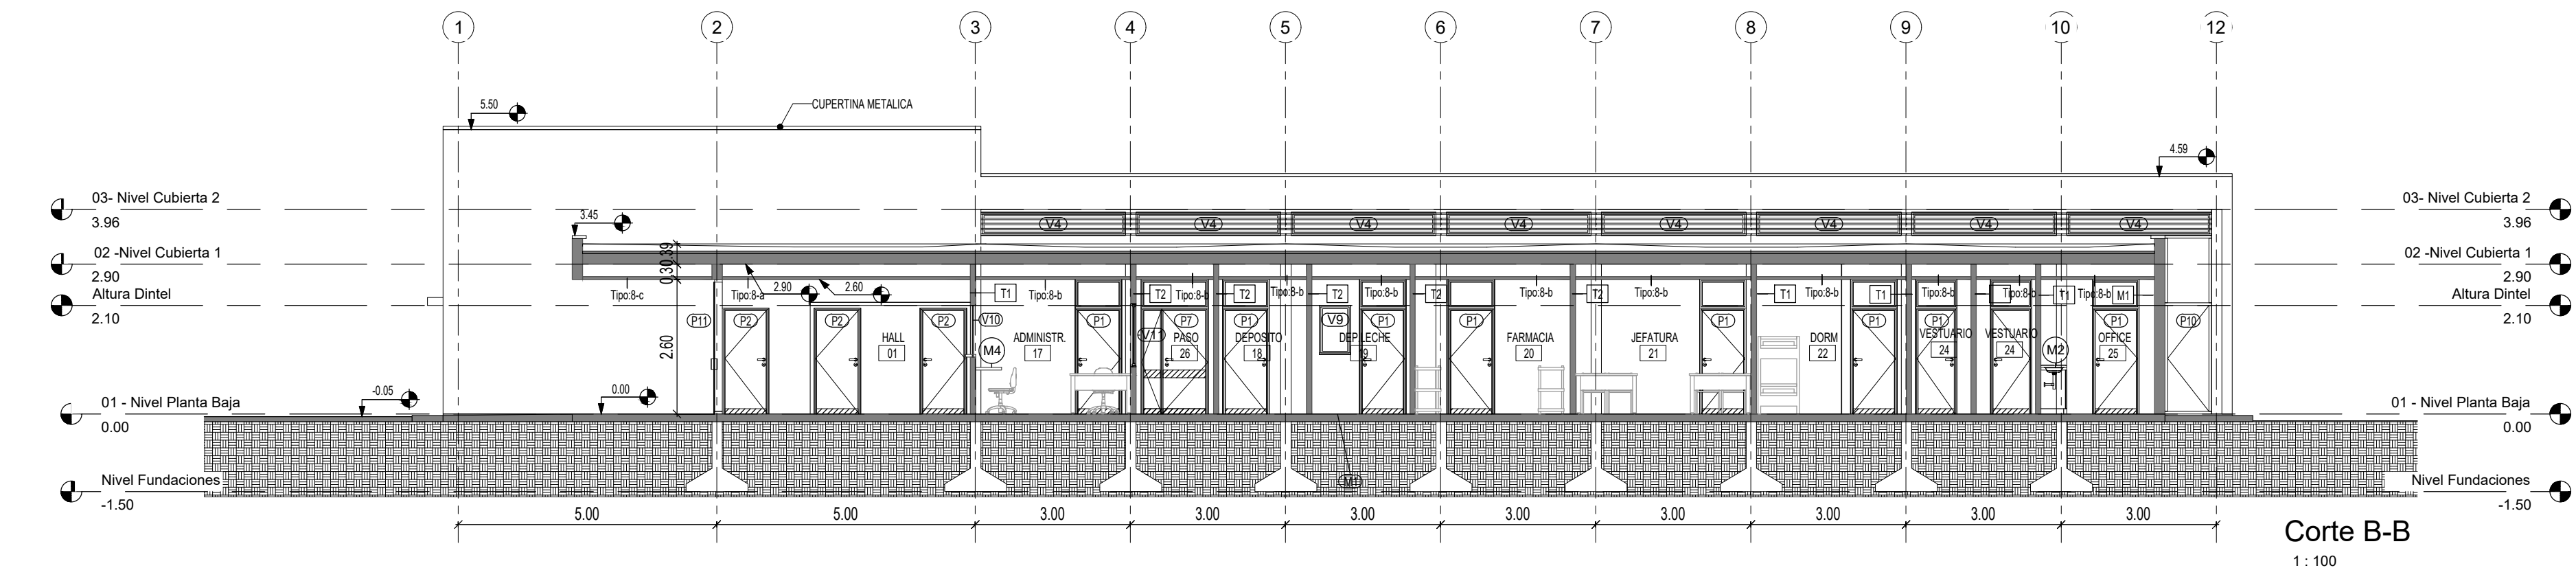 1 2 3 4 5 6 7 8 9 10 12
5.50
CUPERTINA METALICA
4.59
03- Nivel Cubierta 2
3.96
03- Nivel Cubierta 2
3.96
3.45
V4 V4 V4 V4 V4 V4 V4 V4
02 -Nivel Cubierta 1
2.90
02 -Nivel Cubierta 1
2.90
0.30 0.39
Altura Dintel
2.10
Altura Dintel
2.10
Tipo:8-c Tipo:8-a 2.90 2.60 T1 Tipo:8-b T2 Tipo:8-b T2 Tipo:8-b T2 Tipo:8-b T2 Tipo:8-b T2 Tipo:8-b T1 Tipo:8-b T1 Tipo:8-b Tipo:8-b T1 Tipo:8-b M1
P11 P2 P2 P2 V10 P1 V11 P7 P1 V9 P1 P1 P1 P1 P1 P1 P1 P10
2.60
HALL
01
ADMINISTR.
17
M4
PASO
26
DEPOSITO
18
DEP.LECHE
19
FARMACIA
20
JEFATURA
21
DORM
22
VESTUARIO
24
VESTUARIO
24
M2
OFFICE
25
-0.05
0.00
01 - Nivel Planta Baja
0.00
01 - Nivel Planta Baja
0.00
Nivel Fundaciones
-1.50
M1
Nivel Fundaciones
-1.50
5.00 5.00 3.00 3.00 3.00 3.00 3.00 3.00 3.00 3.00
Corte B-B
1 : 100